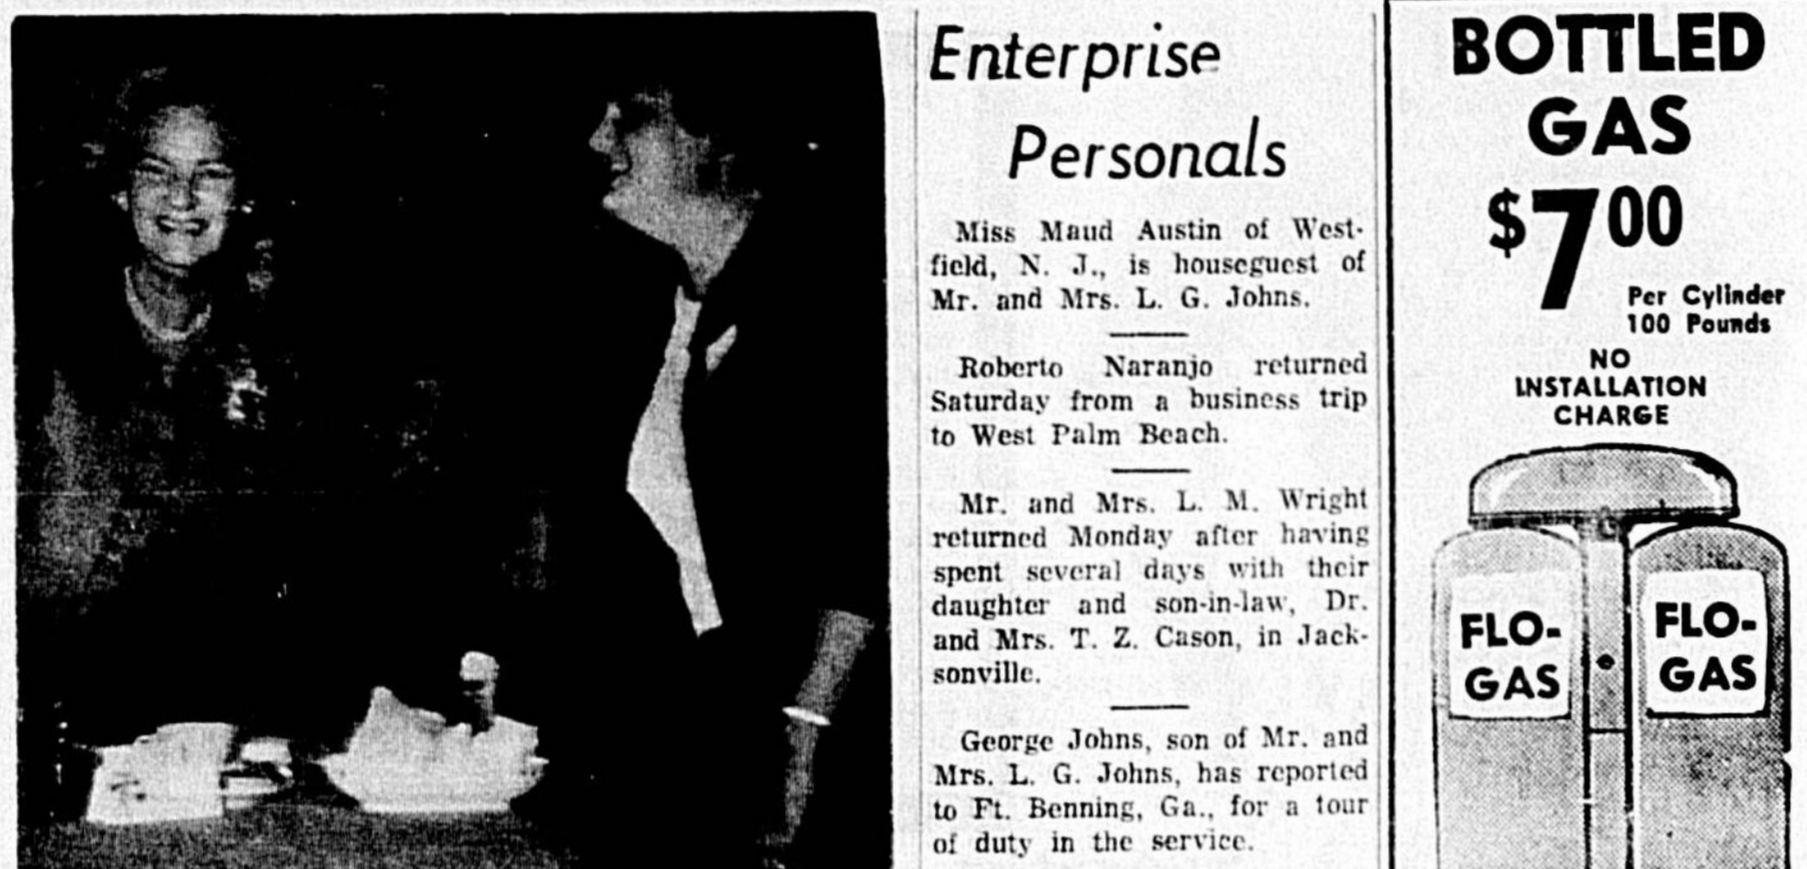 Enterprise
Personals
Miss Maud Austin of West-
field, N. J., is houseguest of
Mr. and Mrs. L. G. Johns.
Roberto Naranjo returned
Saturday from a business trip
to West Palm Beach.
Mr. and Mrs. L. M. Wright
returned Monday after having
spent several days with their
daughter and son-in-law, Dr.
and Mrs. T. Z. Cason, in Jack-
sonville.
George Johns, son of Mr. and
Mrs. L. G. Johns, has reported
to Ft. Benning, Ga., for a tour
of duty in the service.
BOTTLED
GAS
$7 00
Per Cylinder
100 Pounds
NO
INSTALLATION
CHARGE
FLO-
GAS
FLO-
GAS